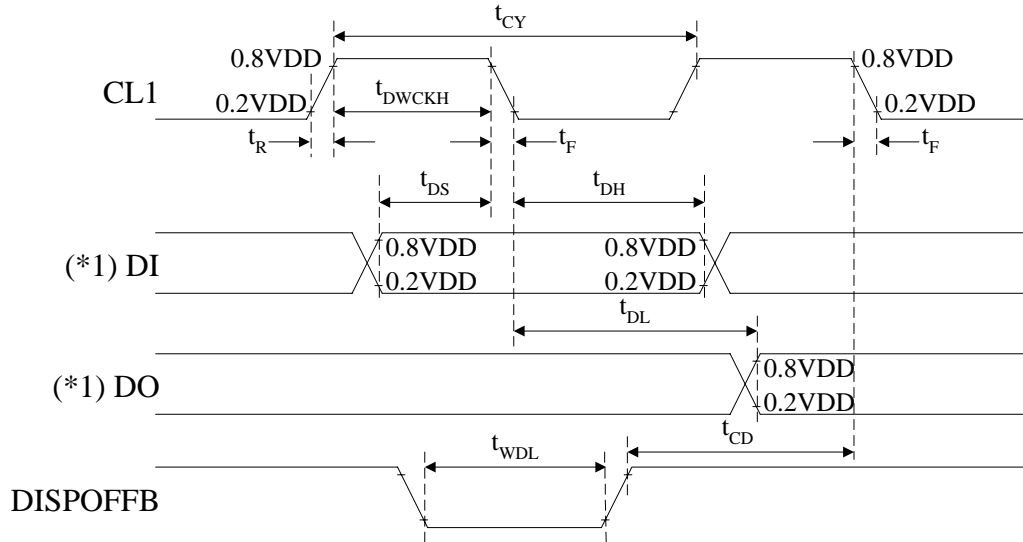 tCY
0.8VDD
0.8VDD
CL1
tDWCKH
0.2VDD
0.2VDD
tR
tF
tF
tDS
tDH
(*1) DI
0.8VDD
0.8VDD
0.2VDD
0.2VDD
tDL
(*1) DO
0.8VDD
0.2VDD
tCD
tWDL
DISPOFFB